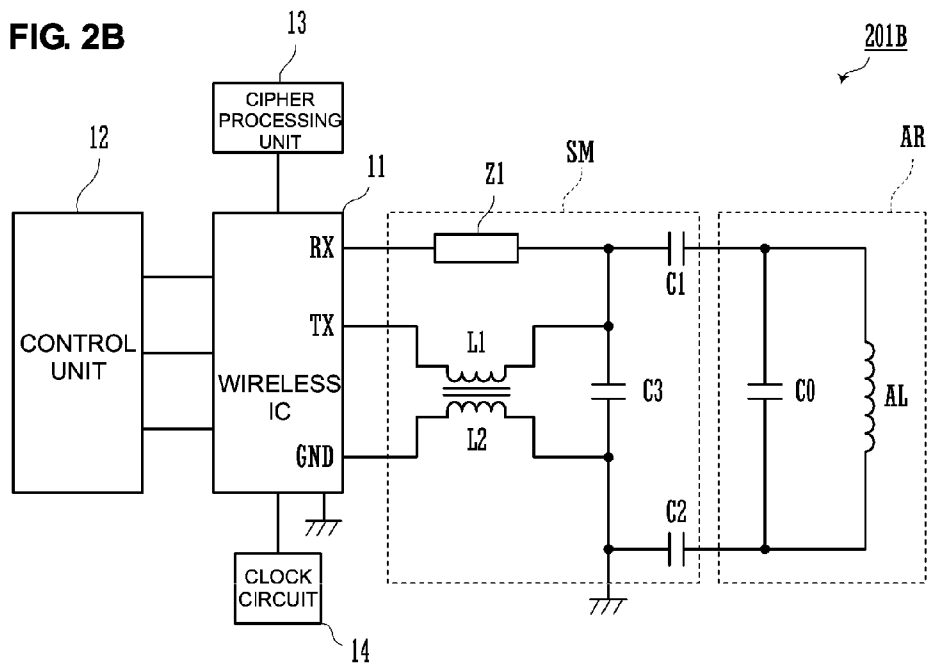 FIG. 2B
13
201B
CIPHER
PROCESSING
UNIT
12
11
SM
AR
Z1
RX
C1
TX
L1
CONTROL
UNIT
WIRELESS
IC
C3
C0
AL
L2
GND
C2
CLOCK
CIRCUIT
14